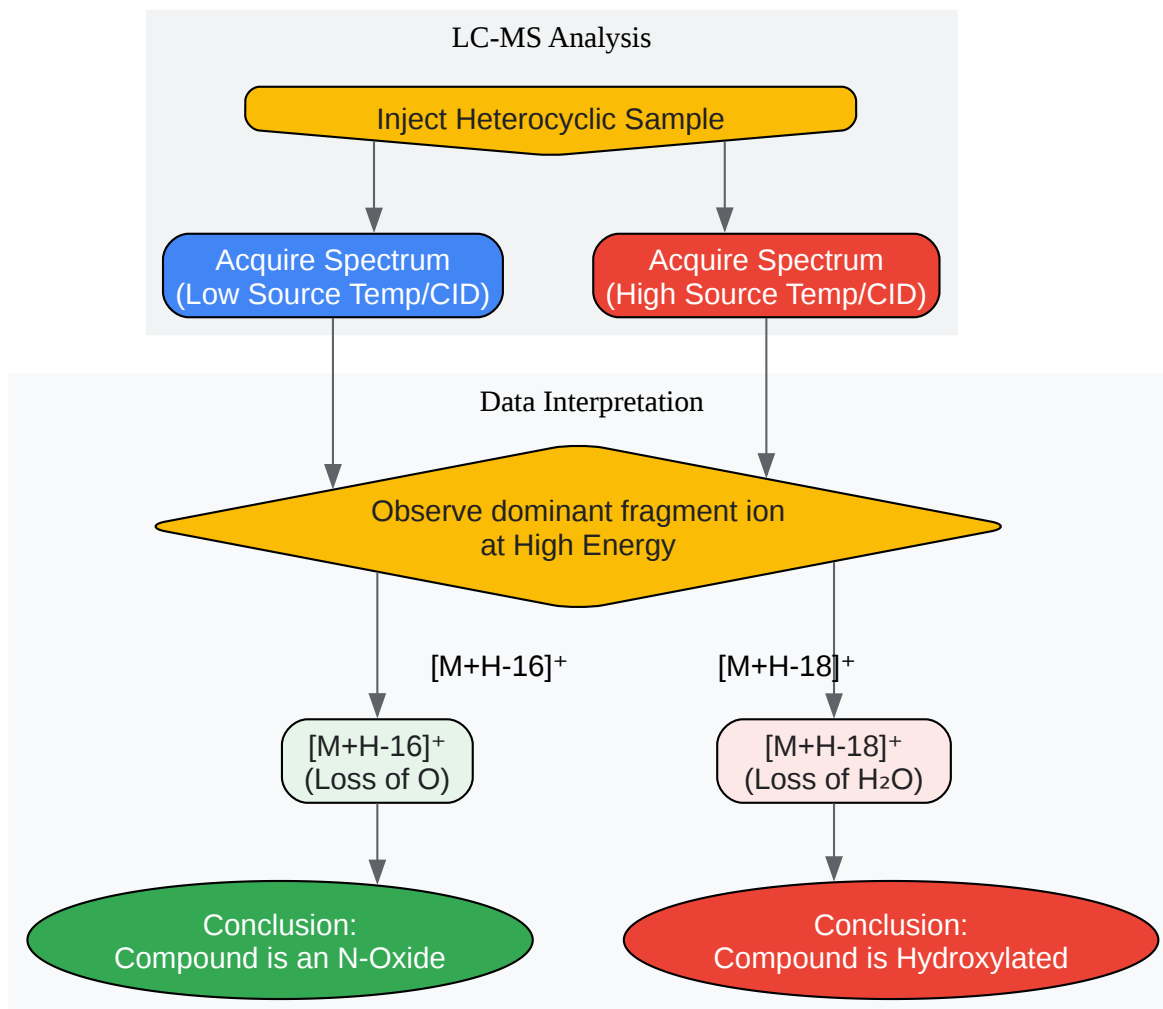 LC-MS Analysis
Inject Heterocyclic Sample
Acquire Spectrum
(Low Source Temp/CID)
Acquire Spectrum
(High Source Temp/CID)
Data Interpretation
Observe dominant fragment ion
at High Energy
[M+H-16]⁺
[M+H-18]⁺
[M+H-16]⁺
(Loss of O)
[M+H-18]⁺
(Loss of H₂O)
Conclusion:
Compound is an N-Oxide
Conclusion:
Compound is Hydroxylated